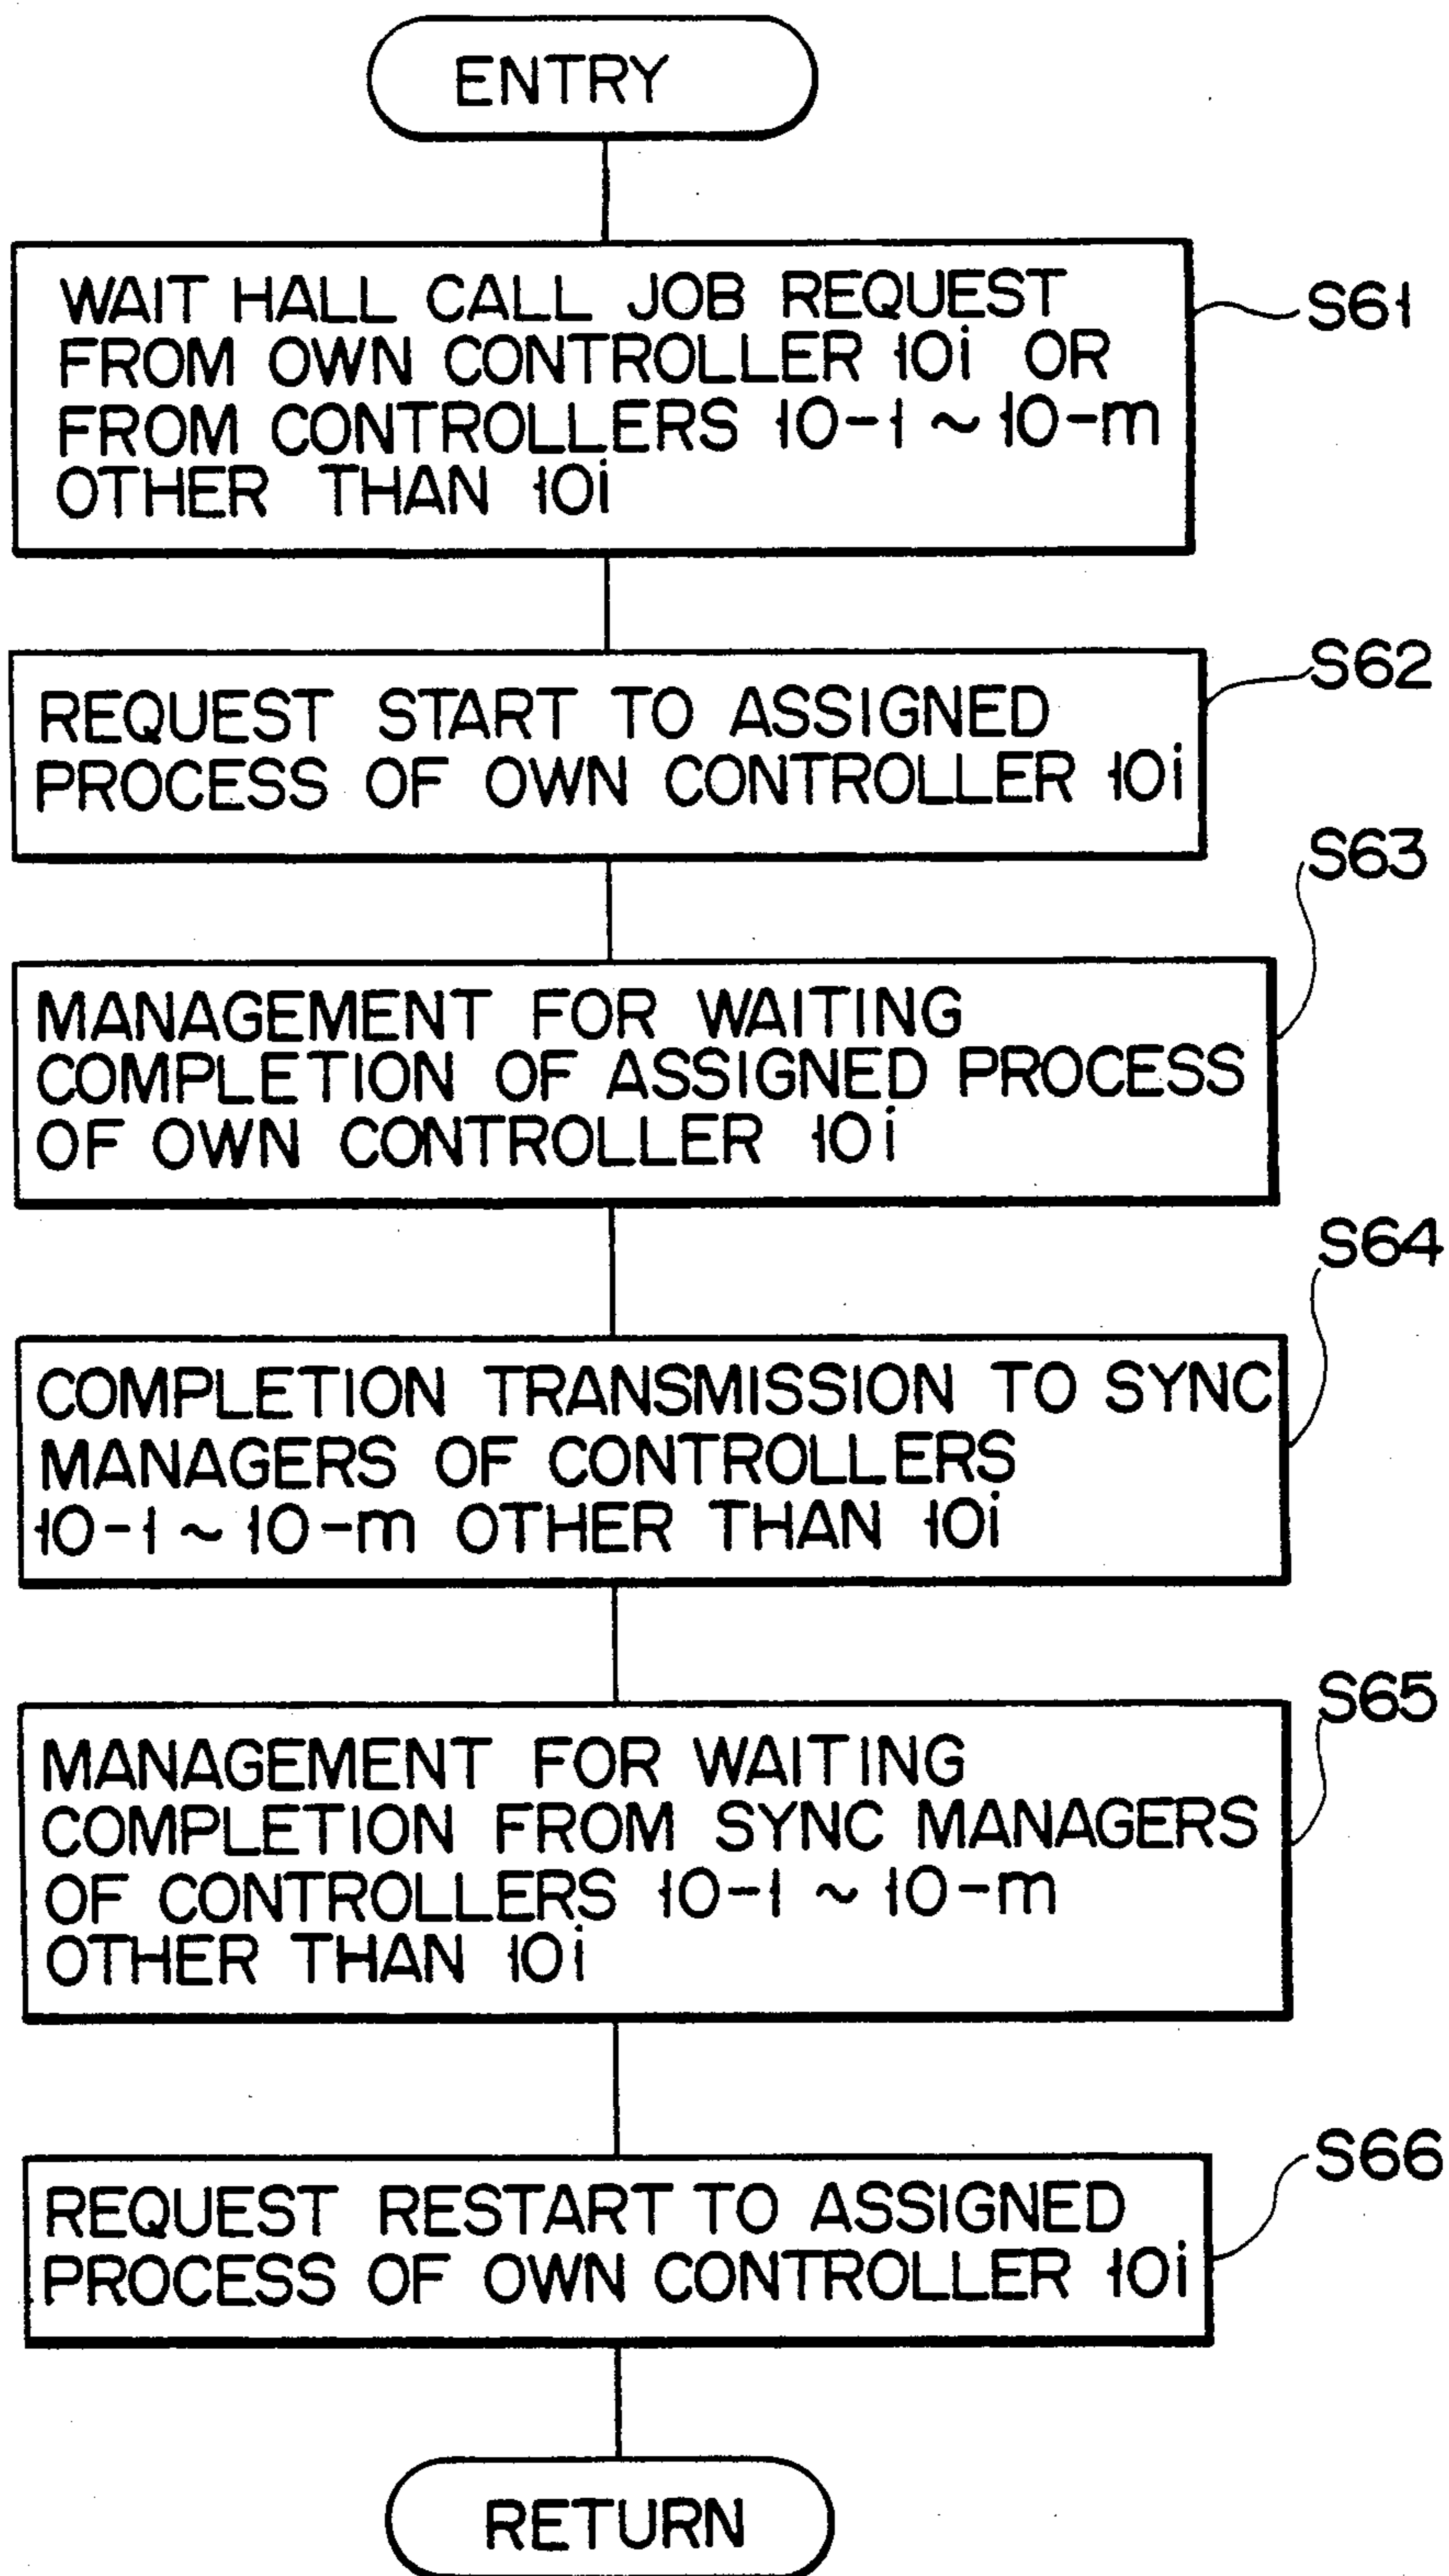 ENTRY
WAIT HALL CALL JOB REQUEST
FROM OWN CONTROLLER 10i OR
FROM CONTROLLERS 10-1 ~ 10-m
OTHER THAN 10i
S61
REQUEST START TO ASSIGNED
PROCESS OF OWN CONTROLLER 10i
S62
MANAGEMENT FOR WAITING
COMPLETION OF ASSIGNED PROCESS
OF OWN CONTROLLER 10i
S63
COMPLETION TRANSMISSION TO SYNC
MANAGERS OF CONTROLLERS
10-1 ~ 10-m OTHER THAN 10i
S64
MANAGEMENT FOR WAITING
COMPLETION FROM SYNC MANAGERS
OF CONTROLLERS 10-1 ~ 10-m
OTHER THAN 10i
S65
REQUEST RESTART TO ASSIGNED
PROCESS OF OWN CONTROLLER 10i
S66
RETURN